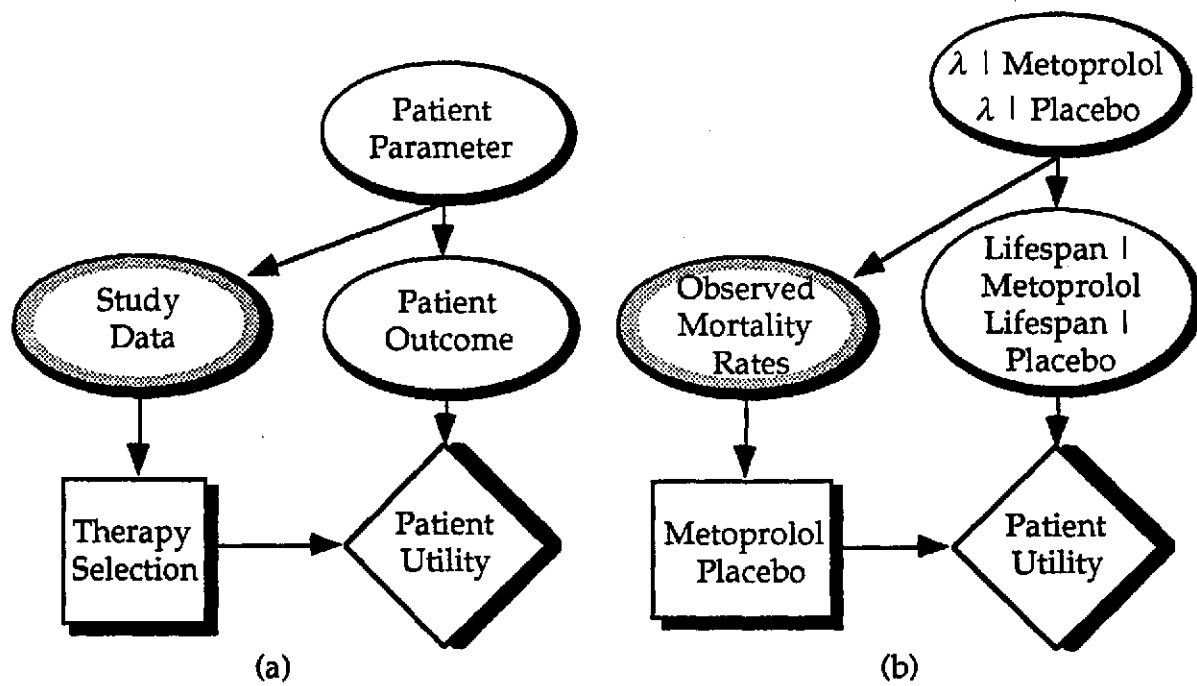 Patient
Parameter
Study
Data
Patient
Outcome
Therapy
Selection
Patient
Utility
(a)
λ | Metoprolol
λ | Placebo
Observed
Mortality
Rates
Lifespan |
Metoprolol
Lifespan |
Placebo
Metoprolol
Placebo
Patient
Utility
(b)